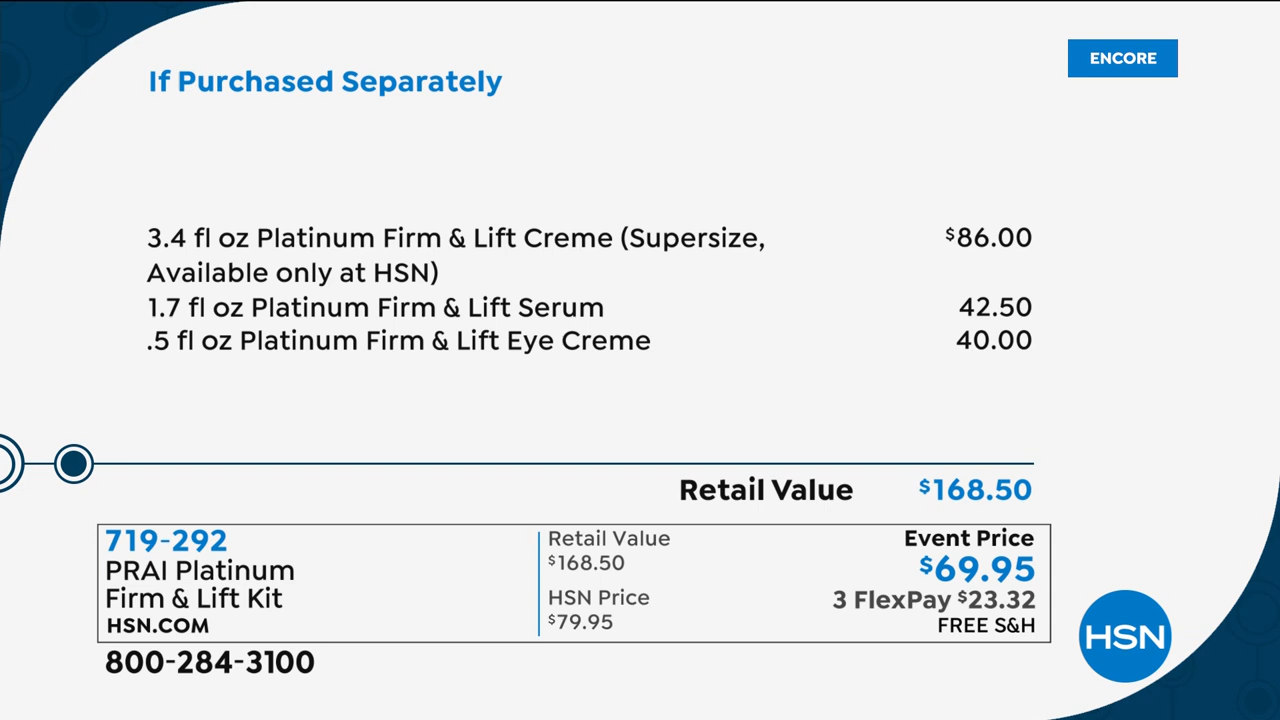 ENCORE
If Purchased Separately
3.4 fl oz Platinum Firm & Lift Creme (Supersize, $86.00
Available only at HSN)
1.7 fl oz Platinum Firm & Lift Serum 42.50
.5 fl oz Platinum Firm & Lift Eye Creme 40.00
Retail Value $168.50
719-292
PRAI Platinum
Firm & Lift Kit
HSN.COM
Retail Value
$168.50
HSN Price
$79.95
Event Price
$69.95
3 FlexPay $23.32
FREE S&H
800-284-3100
HSN